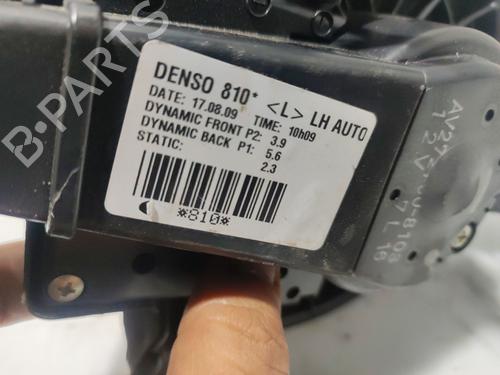 DENSO 810* <L> LH AUTO
DATE: 17.08.09 TIME: 10h09
DYNAMIC FRONT P2: 3.9
DYNAMIC BACK P1: 5.6
STATIC: 2.3
*810*
B-PARTS